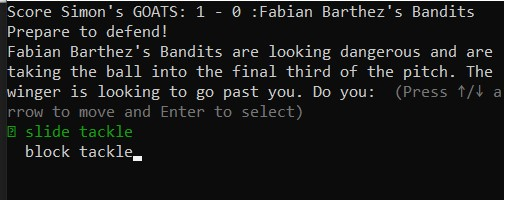 Score Simon's GOATS: 1 - 0 :Fabian Barthez's Bandits
Prepare to defend!
Fabian Barthez's Bandits are looking dangerous and are
taking the ball into the final third of the pitch. The
winger is looking to go past you. Do you:  (Press ↑/↓ a
rrow to move and Enter to select)
slide tackle
block tackle